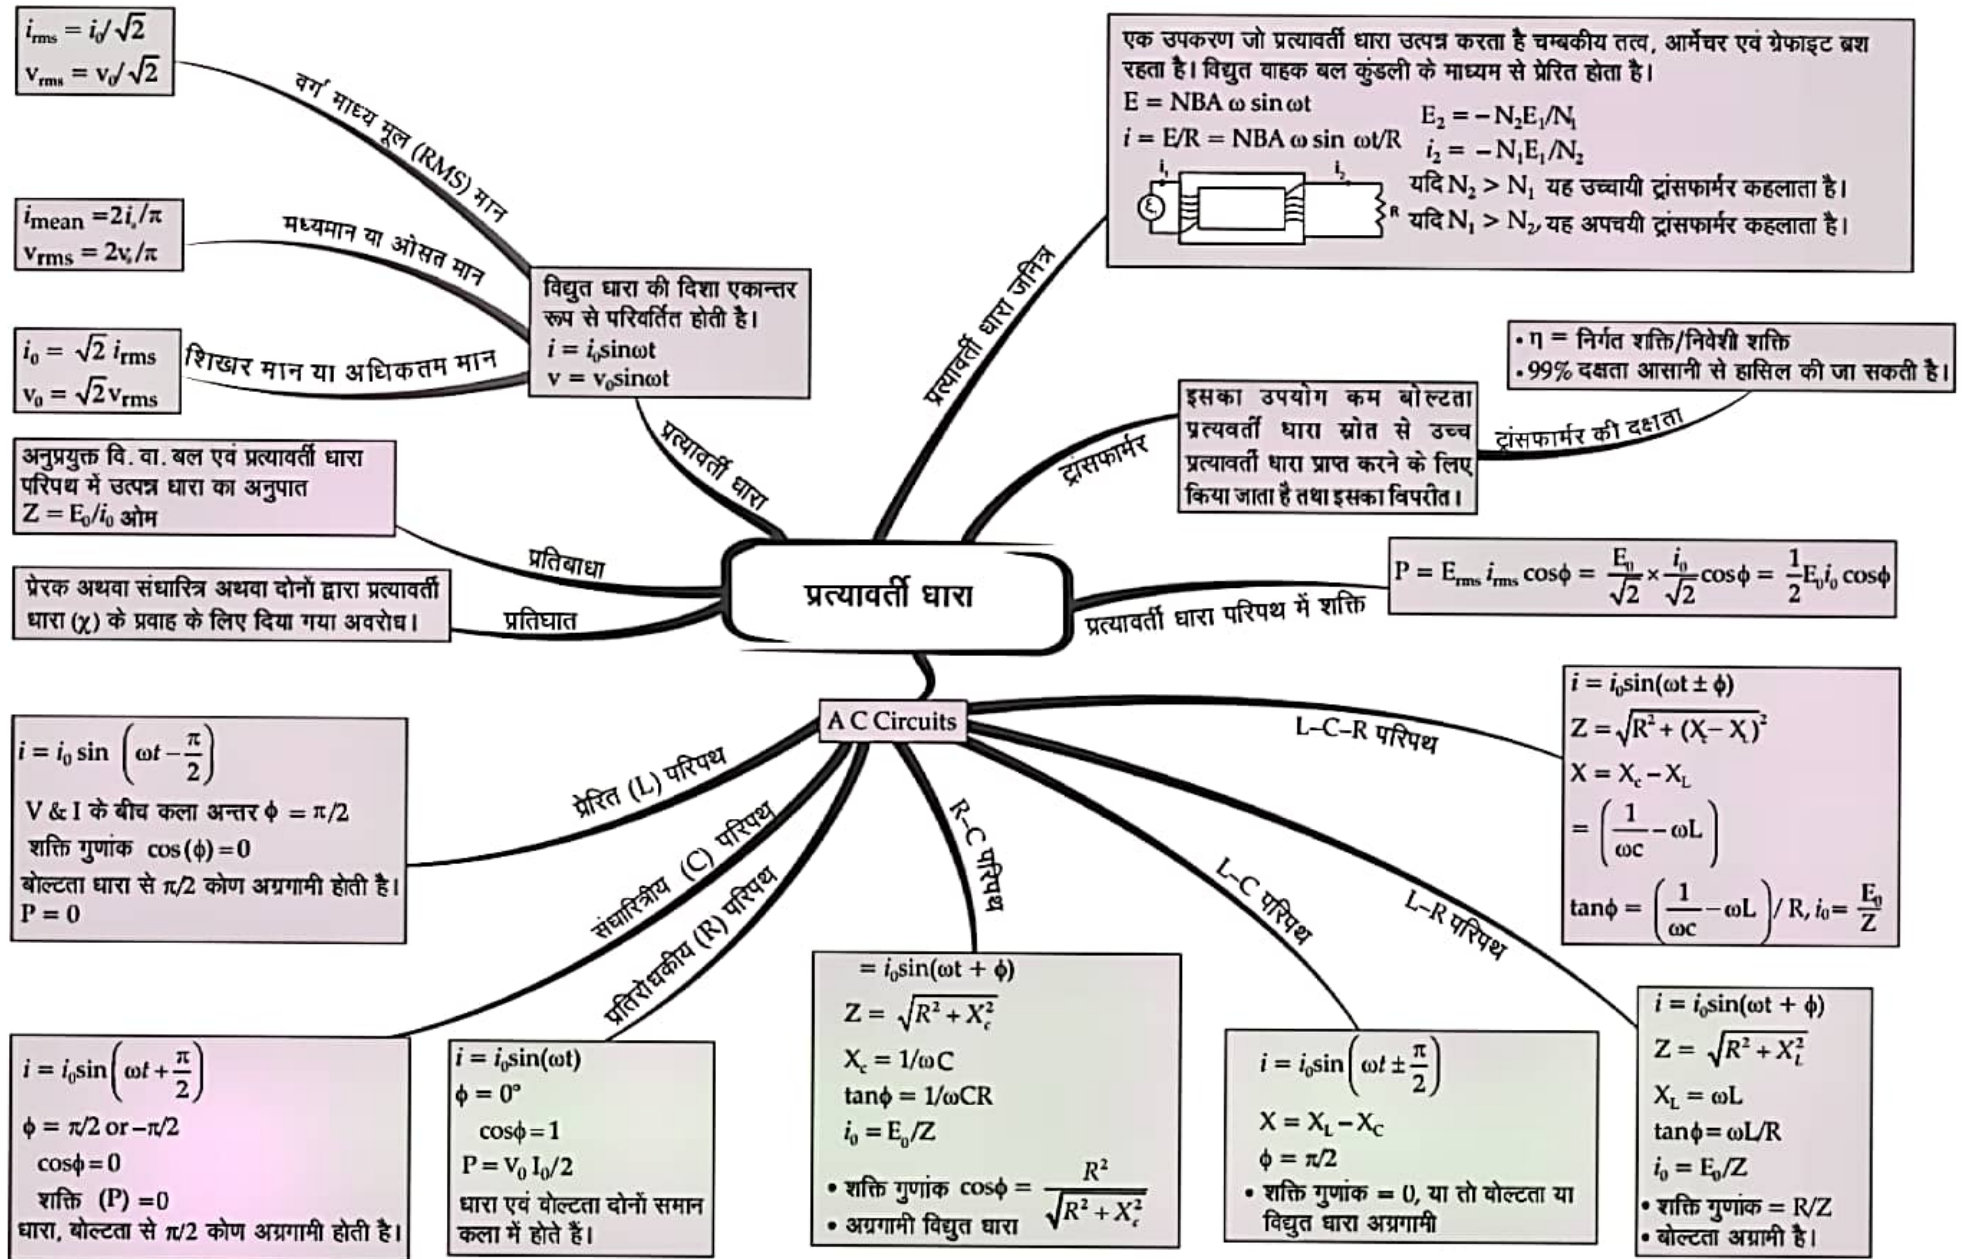 i_rms = i_0/√2
v_rms = v_0/√2
वर्ग माध्य मूल (RMS) मान
i_mean = 2i_0/π
v_rms = 2v_0/π
मध्यमान या ओसत मान
i_0 = √2 i_rms
v_0 = √2 v_rms
शिखर मान या अधिकतम मान
विद्युत धारा की दिशा एकान्तर
रूप से परिवर्तित होती है।
i = i_0sinωt
v = v_0sinωt
प्रत्यावर्ती धारा
एक उपकरण जो प्रत्यावर्ती धारा उत्पन्न करता है चम्बकीय तत्व, आर्मेचर एवं ग्रेफाइट ब्रश
रहता है। विद्युत वाहक बल कुंडली के माध्यम से प्रेरित होता है।
E = NBA ω sin ωt
i = E/R = NBA ω sin ωt/R
E_2 = – N_2E_1/N_1
i_2 = – N_1E_1/N_2
यदि N_2 > N_1 यह उच्चायी ट्रांसफार्मर कहलाता है।
यदि N_1 > N_2, यह अपचयी ट्रांसफार्मर कहलाता है।
i_1
i_2
R
प्रत्यावर्ती धारा जनित्र
• η = निर्गत शक्ति/निवेशी शक्ति
• 99% दक्षता आसानी से हासिल की जा सकती है।
ट्रांसफार्मर की दक्षता
इसका उपयोग कम बोल्टता
प्रत्यवर्ती धारा स्रोत से उच्च
प्रत्यावर्ती धारा प्राप्त करने के लिए
किया जाता है तथा इसका विपरीत।
ट्रांसफार्मर
अनुप्रयुक्त वि. वा. बल एवं प्रत्यावर्ती धारा
परिपथ में उत्पन्न धारा का अनुपात
Z = E_0/i_0 ओम
प्रतिबाधा
प्रेरक अथवा संधारित्र अथवा दोनों द्वारा प्रत्यावर्ती
धारा (χ) के प्रवाह के लिए दिया गया अवरोध।
प्रतिघात
प्रत्यावर्ती धारा
P = E_rms i_rms cosϕ = E_0/√2 × i_0/√2 cosϕ = 1/2 E_0i_0 cosϕ
प्रत्यावर्ती धारा परिपथ में शक्ति
A C Circuits
i = i_0 sin (ωt – π/2)
V & I के बीच कला अन्तर ϕ = π/2
शक्ति गुणांक cos (ϕ) = 0
बोल्टता धारा से π/2 कोण अग्रगामी होती है।
P = 0
प्रेरित (L) परिपथ
संधारित्रीय (C) परिपथ
प्रतिरोधकीय (R) परिपथ
R–C परिपथ
L–C परिपथ
L–R परिपथ
L–C–R परिपथ
i = i_0sin(ωt ± ϕ)
Z = √R² + (X – X)²
X = X_c – X_L
= (1/ωc – ωL)
tanϕ = (1/ωc – ωL) / R, i_0 = E_0/Z
i = i_0sin(ωt + π/2)
ϕ = π/2 or –π/2
cosϕ = 0
शक्ति (P) = 0
धारा, बोल्टता से π/2 कोण अग्रगामी होती है।
i = i_0sin(ωt)
ϕ = 0°
cosϕ = 1
P = V_0 I_0/2
धारा एवं वोल्टता दोनों समान
कला में होते हैं।
= i_0sin(ωt + ϕ)
Z = √R² + X_c²
X_c = 1/ωC
tanϕ = 1/ωCR
i_0 = E_0/Z
• शक्ति गुणांक cosϕ = R²/√R² + X_c²
• अग्रगामी विद्युत धारा
i = i_0sin(ωt ± π/2)
X = X_L – X_C
ϕ = π/2
• शक्ति गुणांक = 0, या तो वोल्टता या
विद्युत धारा अग्रगामी
i = i_0sin(ωt + ϕ)
Z = √R² + X_L²
X_L = ωL
tanϕ = ωL/R
i_0 = E_0/Z
• शक्ति गुणांक = R/Z
• बोल्टता अग्रामी है।